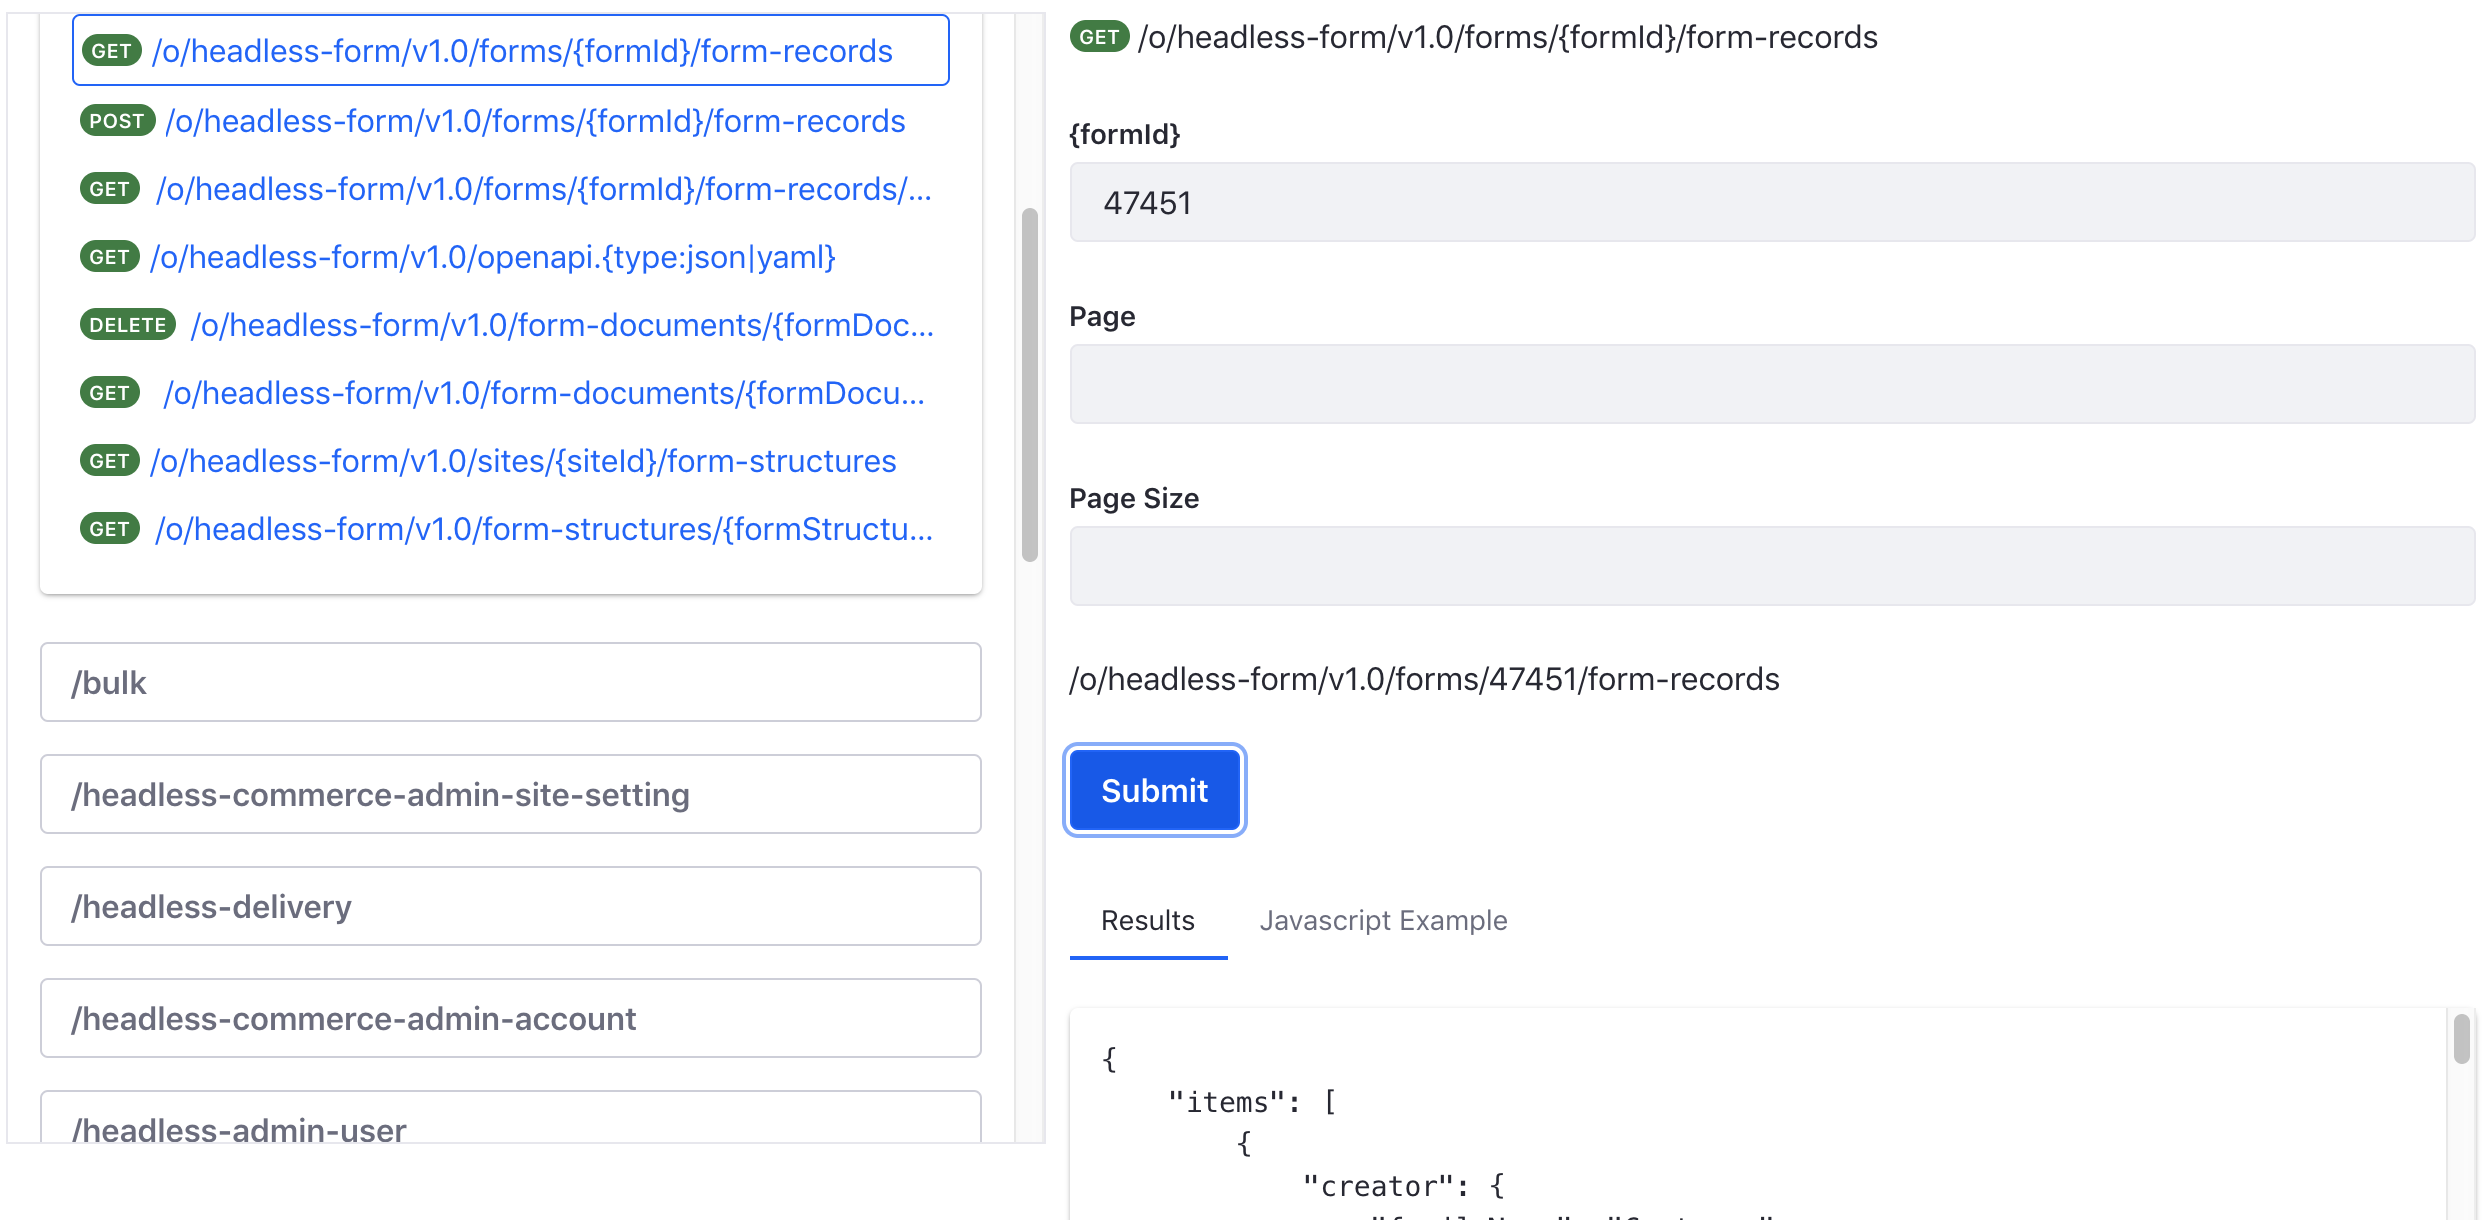 GET /o/headless-form/v1.0/forms/{formId}/form-records
POST /o/headless-form/v1.0/forms/{formId}/form-records
GET /o/headless-form/v1.0/forms/{formId}/form-records/...
GET /o/headless-form/v1.0/openapi.{type:json|yaml}
DELETE /o/headless-form/v1.0/form-documents/{formDoc...
GET /o/headless-form/v1.0/form-documents/{formDocu...
GET /o/headless-form/v1.0/sites/{siteId}/form-structures
GET /o/headless-form/v1.0/form-structures/{formStructu...
/bulk
/headless-commerce-admin-site-setting
/headless-delivery
/headless-commerce-admin-account
/headless-admin-user
GET /o/headless-form/v1.0/forms/{formId}/form-records
{formId}
47451
Page
Page Size
/o/headless-form/v1.0/forms/47451/form-records
Submit
Results Javascript Example
{
"items": [
{
"creator": {